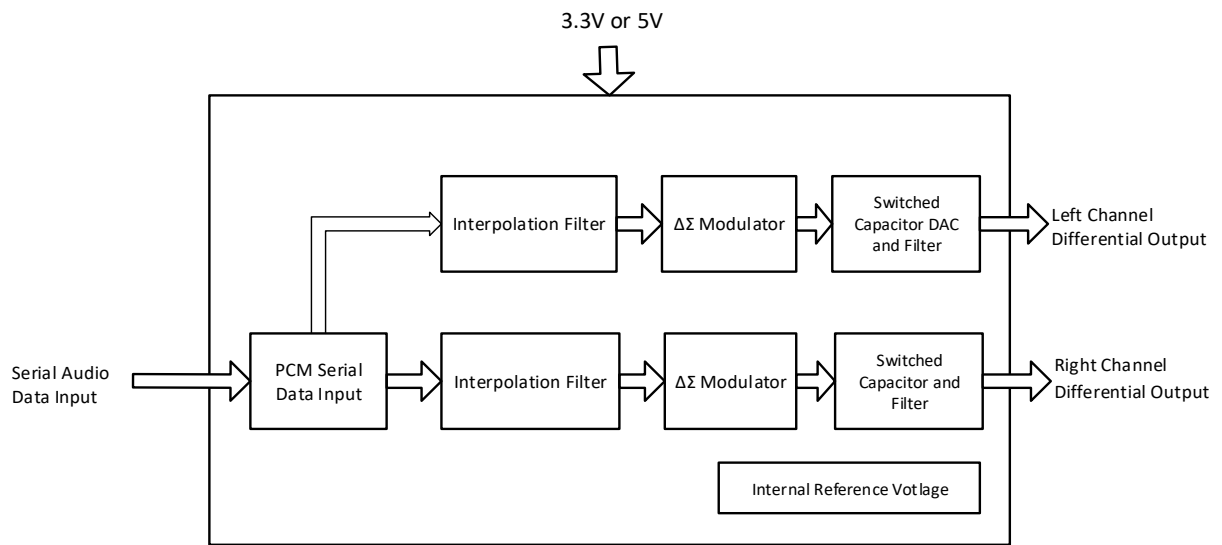 3.3V or 5V
Interpolation Filter
ΔΣ Modulator
Switched
Capacitor DAC
and Filter
Left Channel
Differential Output
Serial Audio
Data Input
PCM Serial
Data Input
Interpolation Filter
ΔΣ Modulator
Switched
Capacitor and
Filter
Right Channel
Differential Output
Internal Reference Votlage